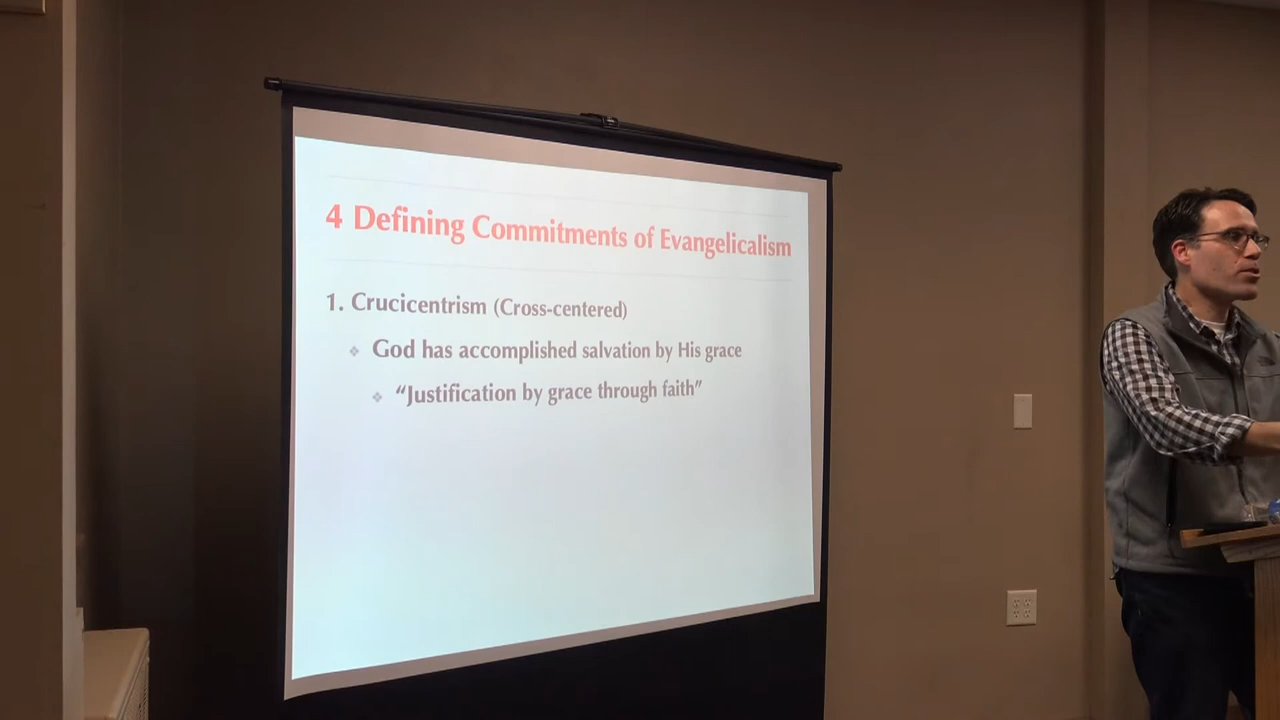 4 Defining Commitments of Evangelicalism
1. Crucicentrism (Cross-centered)
God has accomplished salvation by His grace
“Justification by grace through faith”